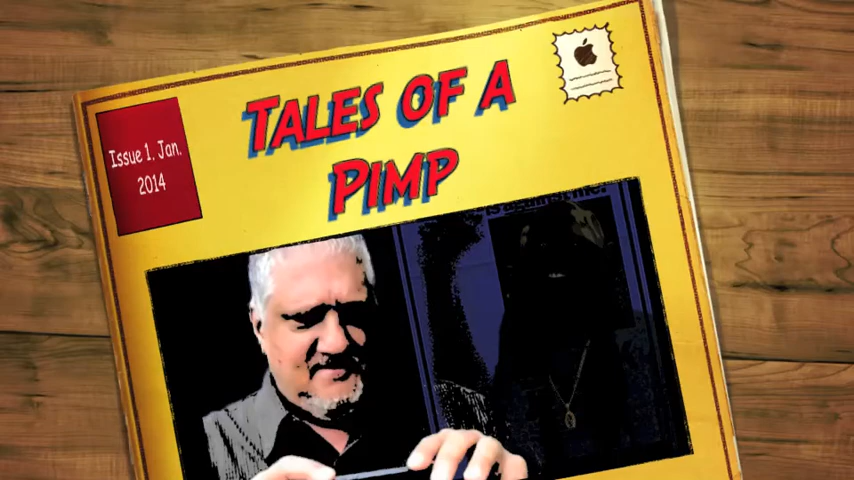 Issue 1, Jan.
2014
TALES OF A
PIMP